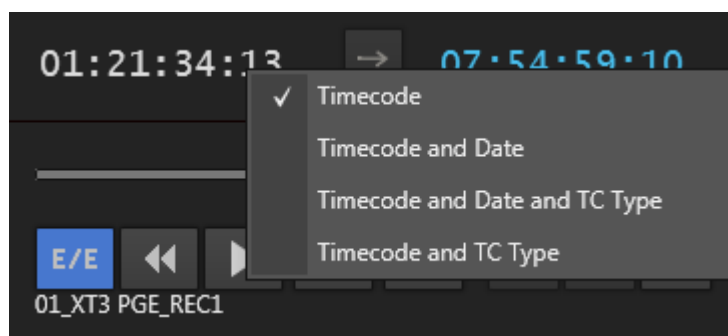 01:21:34:13 → 07:54:59:10
✓ Timecode
Timecode and Date
Timecode and Date and TC Type
Timecode and TC Type
E/E
01_XT3 PGE_REC1